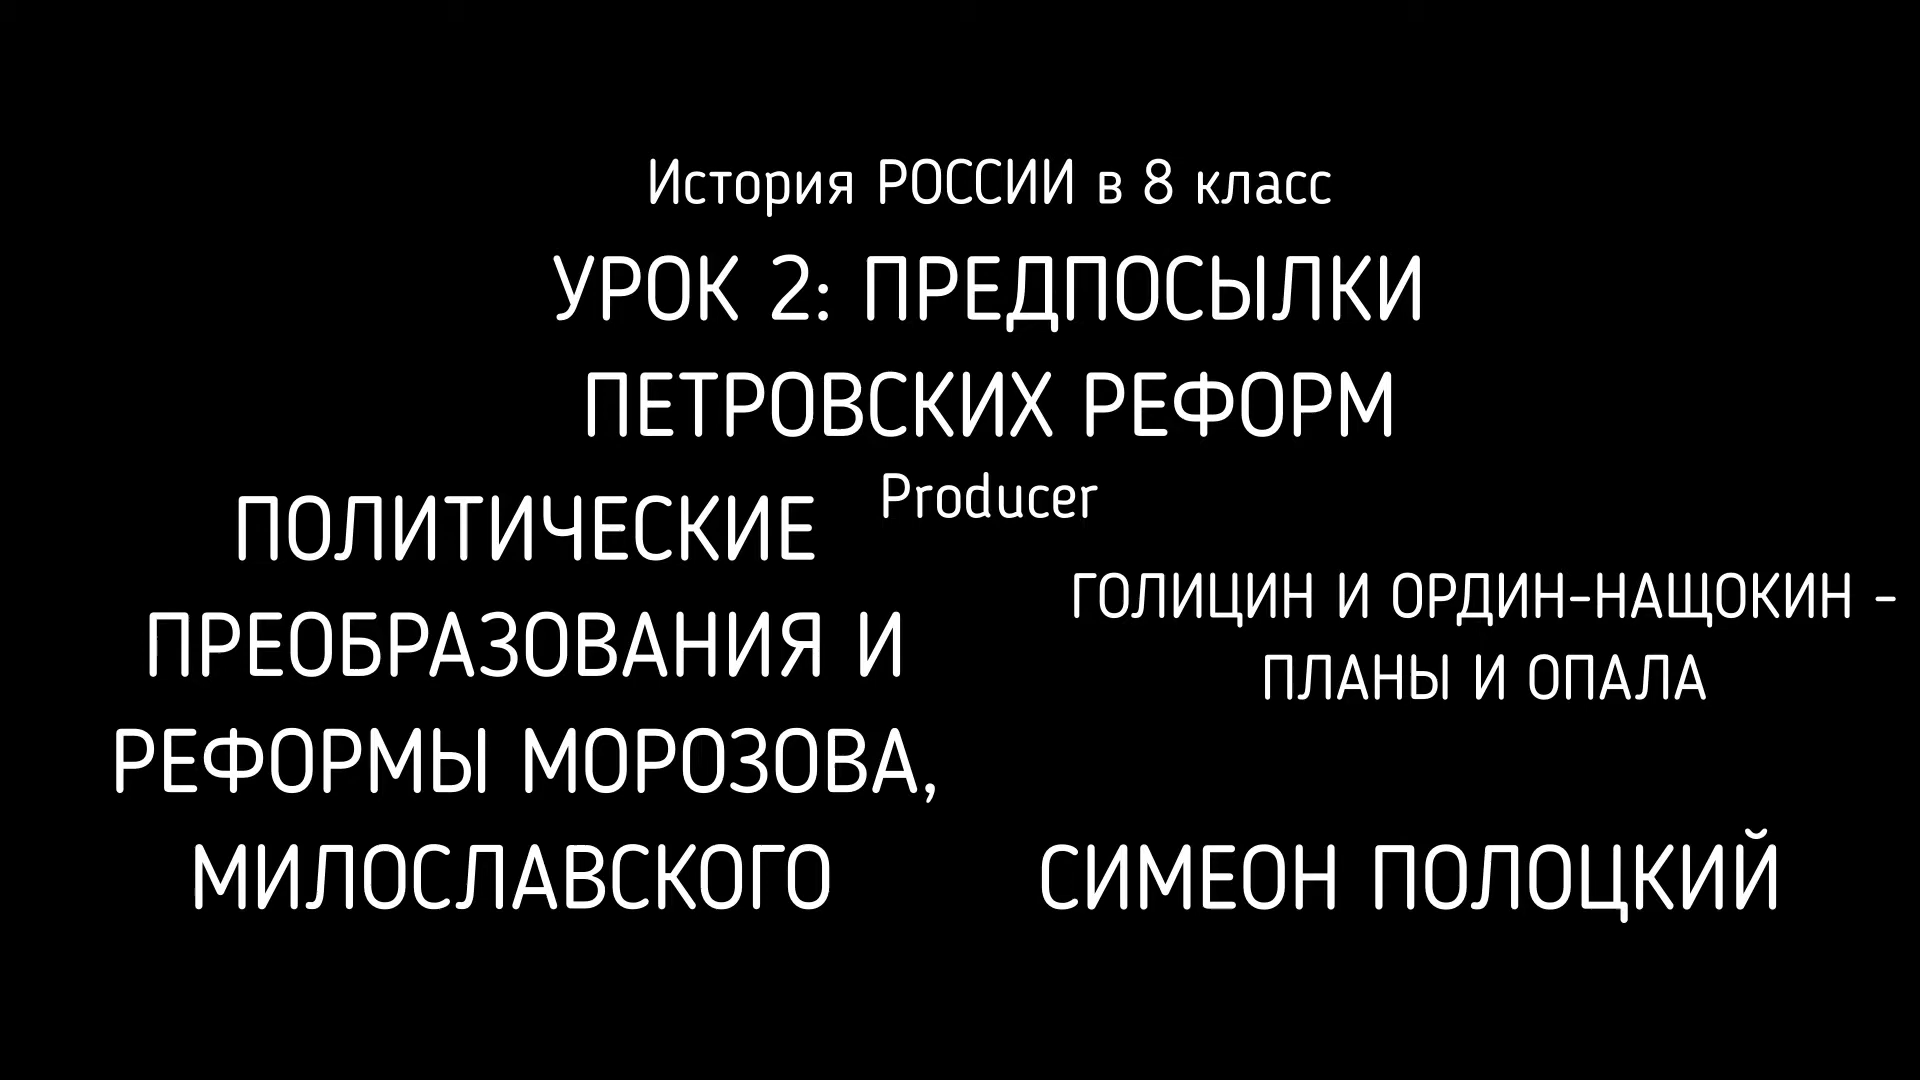 История РОССИИ в 8 класс
УРОК 2: ПРЕДПОСЫЛКИ
ПЕТРОВСКИХ РЕФОРМ
Producer
ПОЛИТИЧЕСКИЕ
ПРЕОБРАЗОВАНИЯ И
РЕФОРМЫ МОРОЗОВА,
МИЛОСЛАВСКОГО
ГОЛИЦИН И ОРДИН-НАЩОКИН -
ПЛАНЫ И ОПАЛА
СИМЕОН ПОЛОЦКИЙ